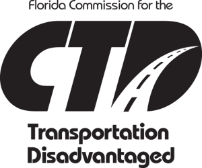 Florida Commission for the
CTD
Transportation
Disadvantaged